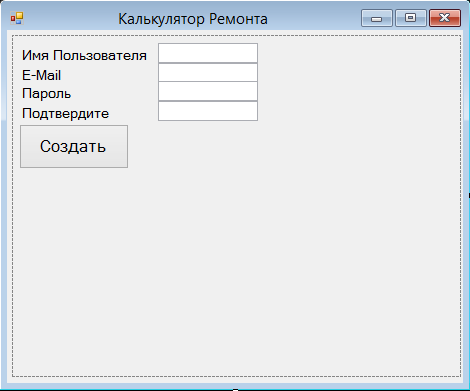 Калькулятор Ремонта
Имя Пользователя
E-Mail
Пароль
Подтвердите
Создать